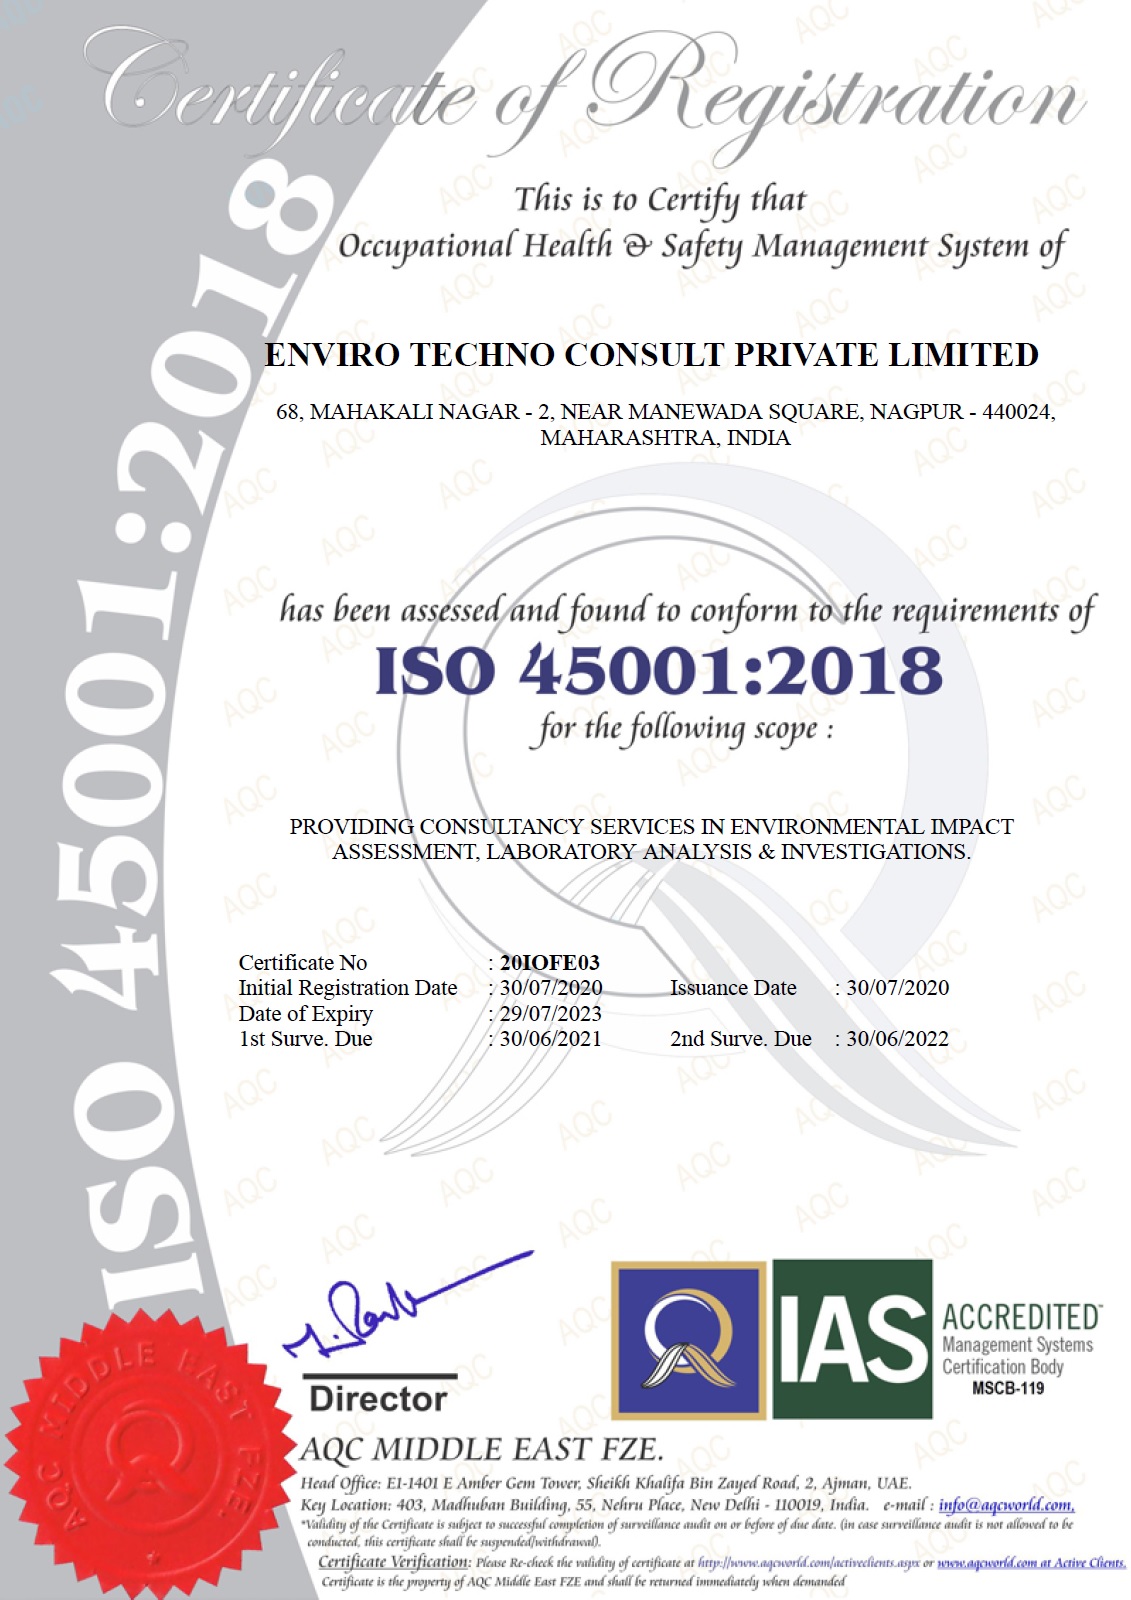 Certificate of Registration
This is to Certify that
Occupational Health & Safety Management System of
ENVIRO TECHNO CONSULT PRIVATE LIMITED
68, MAHAKALI NAGAR - 2, NEAR MANEWADA SQUARE, NAGPUR - 440024,
MAHARASHTRA, INDIA
has been assessed and found to conform to the requirements of
ISO 45001:2018
for the following scope :
PROVIDING CONSULTANCY SERVICES IN ENVIRONMENTAL IMPACT
ASSESSMENT, LABORATORY ANALYSIS & INVESTIGATIONS.
Certificate No : 20IOFE03
Initial Registration Date : 30/07/2020 Issuance Date : 30/07/2020
Date of Expiry : 29/07/2023
1st Surve. Due : 30/06/2021 2nd Surve. Due : 30/06/2022
ISO 45001:2018
Director
IAS ACCREDITED™
Management Systems
Certification Body
MSCB-119
AQC MIDDLE EAST FZE.
AQC MIDDLE EAST FZE.
Head Office: E1-1401 E Amber Gem Tower, Sheikh Khalifa Bin Zayed Road, 2, Ajman, UAE.
Key Location: 403, Madhuban Building, 55, Nehru Place, New Delhi - 110019, India. e-mail : info@aqcworld.com,
*Validity of the Certificate is subject to successful completion of surveillance audit on or before of due date. (in case surveillance audit is not allowed to be
conducted, this certificate shall be suspended/withdrawal).
Certificate Verification: Please Re-check the validity of certificate at http://www.aqcworld.com/activeclients.aspx or www.aqcworld.com at Active Clients.
Certificate is the property of AQC Middle East FZE and shall be returned immediately when demanded